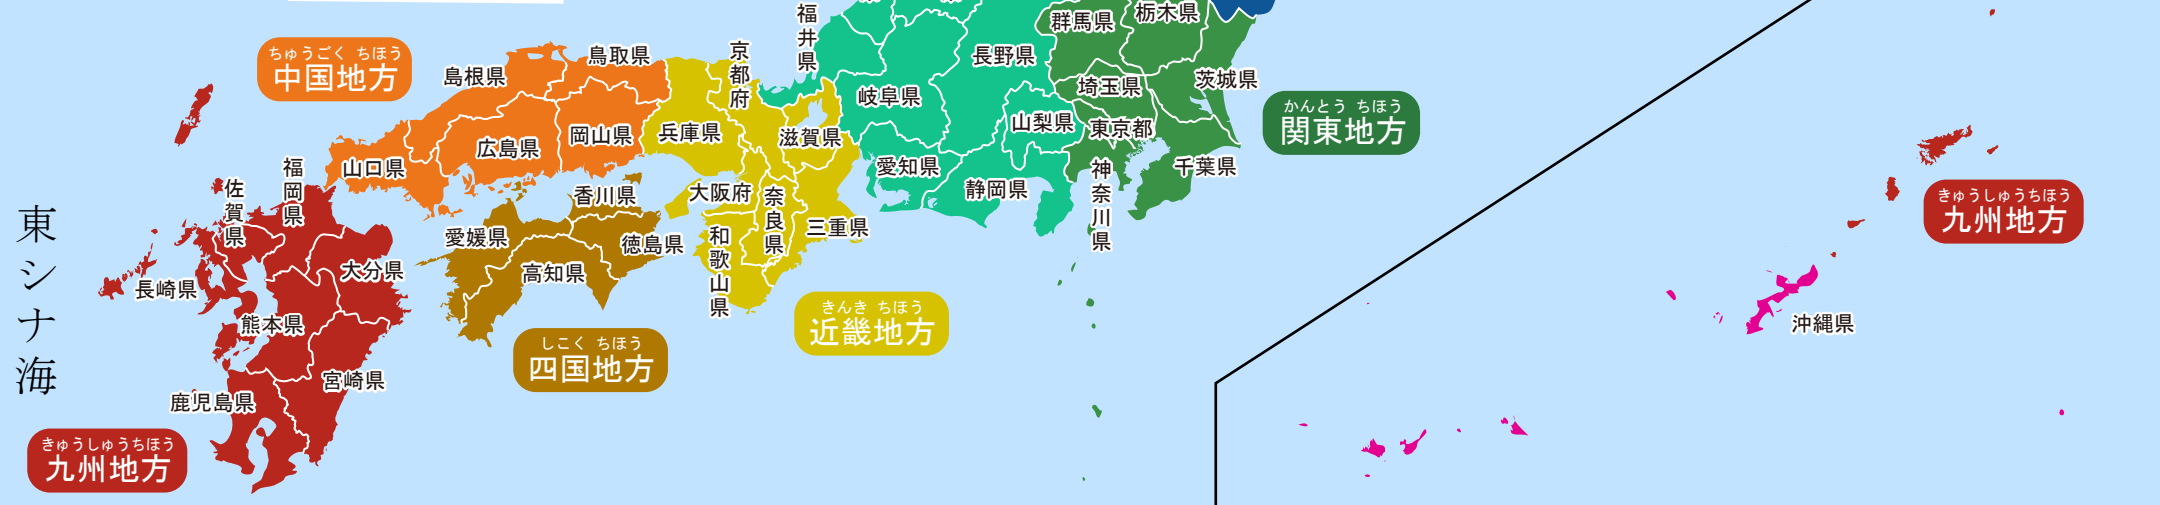 福井県
群馬県
栃木県
ちゅうごく ちほう
中国地方
島根県
鳥取県
京都府
長野県
茨城県
埼玉県
岐阜県
かんとう ちほう
関東地方
兵庫県
岡山県
広島県
滋賀県
山梨県
東京都
山口県
福岡県
佐賀県
愛知県
静岡県
神奈川県
千葉県
香川県
大阪府
奈良県
三重県
和歌山県
愛媛県
徳島県
高知県
東シナ海
大分県
長崎県
熊本県
宮崎県
鹿児島県
きんき ちほう
近畿地方
しこく ちほう
四国地方
きゅうしゅうちほう
九州地方
きゅうしゅうちほう
九州地方
沖縄県